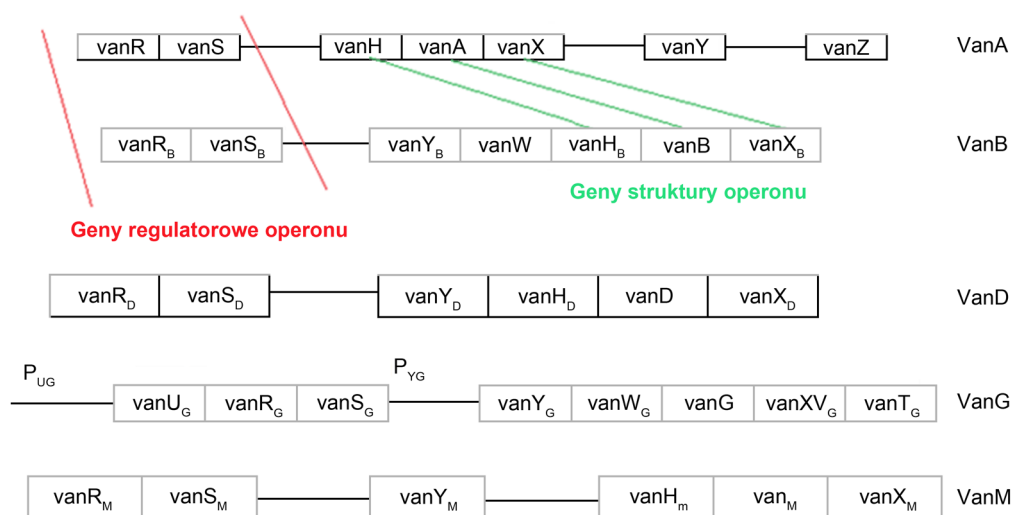 vanR vanS vanH vanA vanX vanY vanZ VanA
vanR_B vanS_B vanY_B vanW vanH_B vanB vanX_B VanB
Geny struktury operonu
Geny regulatorowe operonu
vanR_D vanS_D vanY_D vanH_D vanD vanX_D VanD
P_UG P_YG
vanU_G vanR_G vanS_G vanY_G vanW_G vanG vanXV_G vanT_G VanG
vanR_M vanS_M vanY_M vanH_m van_M vanX_M VanM